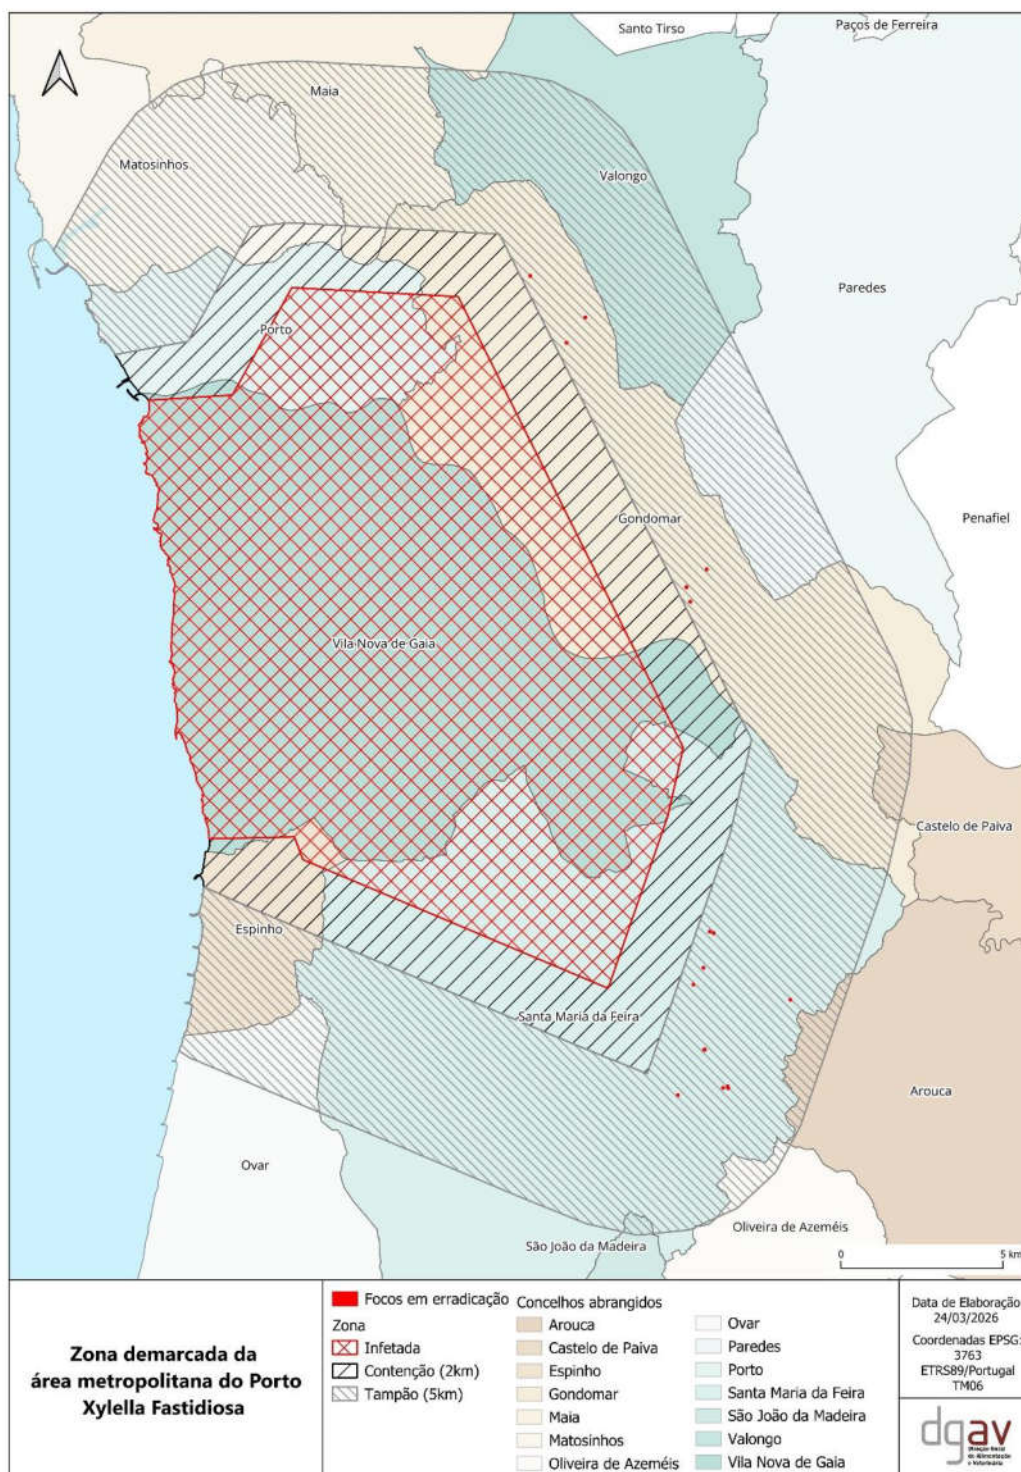 Santo Tirso
Paços de Ferreira
Maia
Matosinhos
Valongo
Paredes
Porto
Gondomar
Penafiel
Vila Nova de Gaia
Castelo de Paiva
Espinho
Santa Maria da Feira
Arouca
Ovar
Oliveira de Azeméis
São João da Madeira
0 5 km
Zona demarcada da
área metropolitana do Porto
Xylella Fastidiosa
Focos em erradicação
Zona
Infetada
Contenção (2km)
Tampão (5km)
Concelhos abrangidos
Arouca
Castelo de Paiva
Espinho
Gondomar
Maia
Matosinhos
Oliveira de Azeméis
Ovar
Paredes
Porto
Santa Maria da Feira
São João da Madeira
Valongo
Vila Nova de Gaia
Data de Elaboração:
24/03/2026
Coordenadas EPSG:
3763
ETRS89/Portugal
TM06
dgav
Direção Geral
de Alimentação
e Veterinária